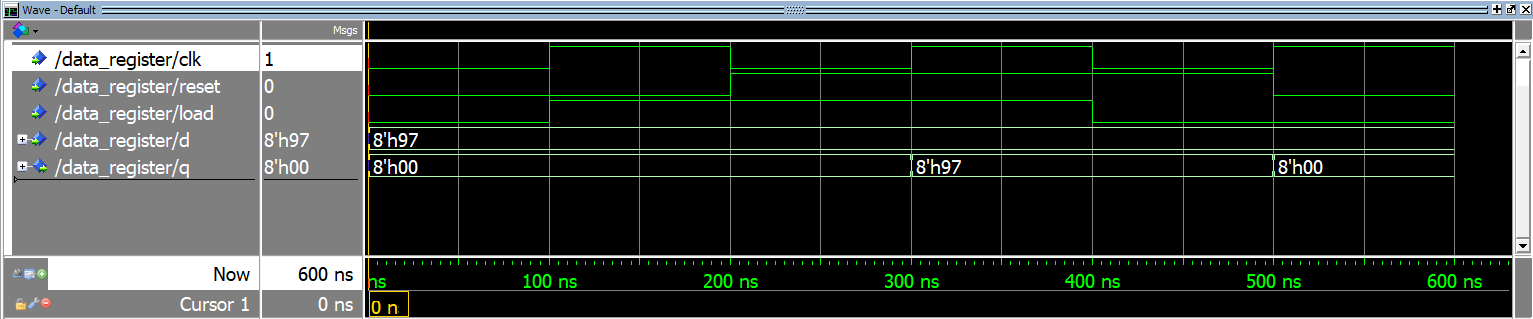 Wave - Default
Msgs
/data_register/clk 1
/data_register/reset 0
/data_register/load 0
/data_register/d 8'h97 8'h97
/data_register/q 8'h00 8'h00 8'h97 8'h00
Now 600 ns ns 100 ns 200 ns 300 ns 400 ns 500 ns 600 ns
Cursor 1 0 ns 0 n